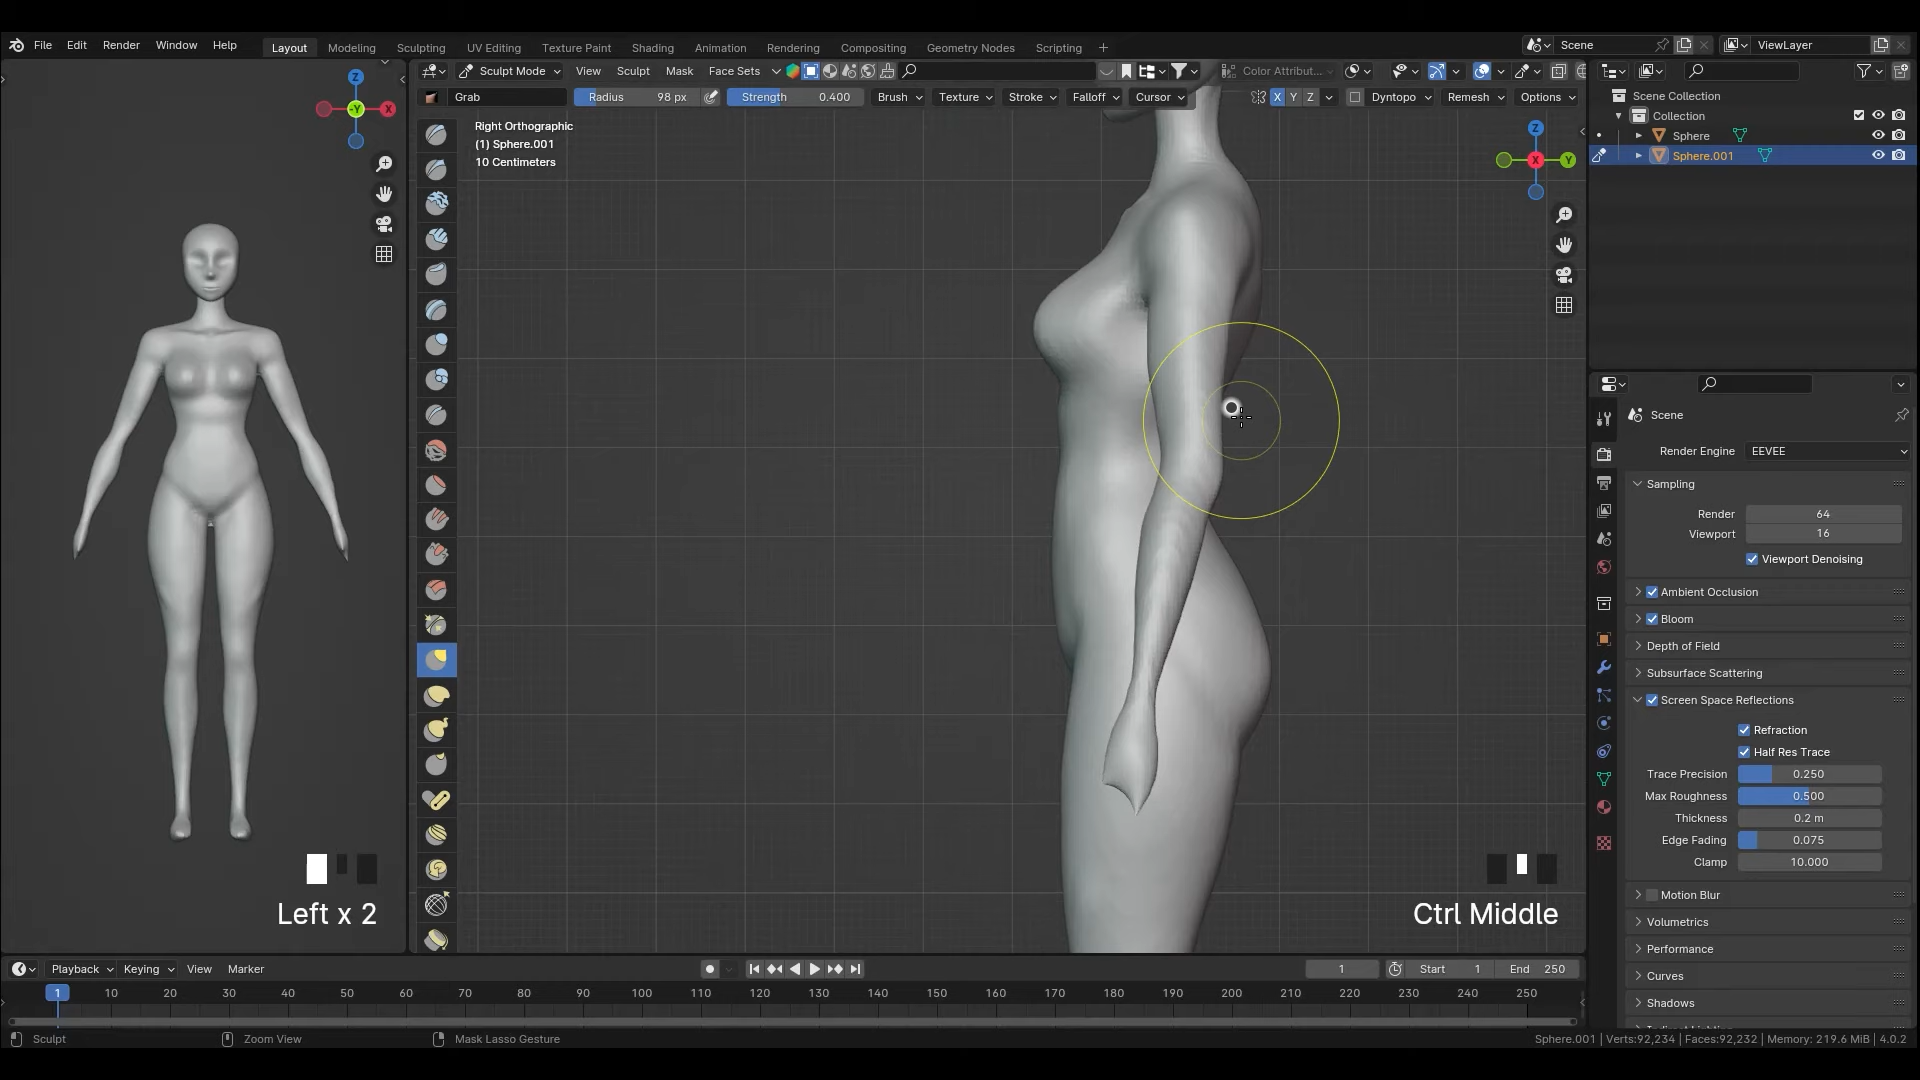 File Edit Render Window Help Layout Modeling Sculpting UV Editing Texture Paint Shading Animation Rendering Compositing Geometry Nodes Scripting + Scene ViewLayer
Sculpt Mode View Sculpt Mask Face Sets Color Attribut...
Grab Radius 98 px Strength 0.400 Brush Texture Stroke Falloff Cursor X Y Z Dyntopo Remesh Options
Z
-Y
X
Right Orthographic
(1) Sphere.001
10 Centimeters
Z
X
Y
Scene Collection
Collection
Sphere
Sphere.001
Scene
Render Engine EEVEE
Sampling
Render 64
Viewport 16
Viewport Denoising
Ambient Occlusion
Bloom
Depth of Field
Subsurface Scattering
Screen Space Reflections
Refraction
Half Res Trace
Trace Precision 0.250
Max Roughness 0.500
Thickness 0.2 m
Edge Fading 0.075
Clamp 10.000
Motion Blur
Volumetrics
Performance
Curves
Shadows
Indirect Lighting
Left x 2
Ctrl Middle
Playback Keying View Marker 1 Start 1 End 250
1 10 20 30 40 50 60 70 80 90 100 110 120 130 140 150 160 170 180 190 200 210 220 230 240 250
Sculpt Zoom View Mask Lasso Gesture Sphere.001 | Verts:92,234 | Faces:92,232 | Memory: 219.6 MiB | 4.0.2